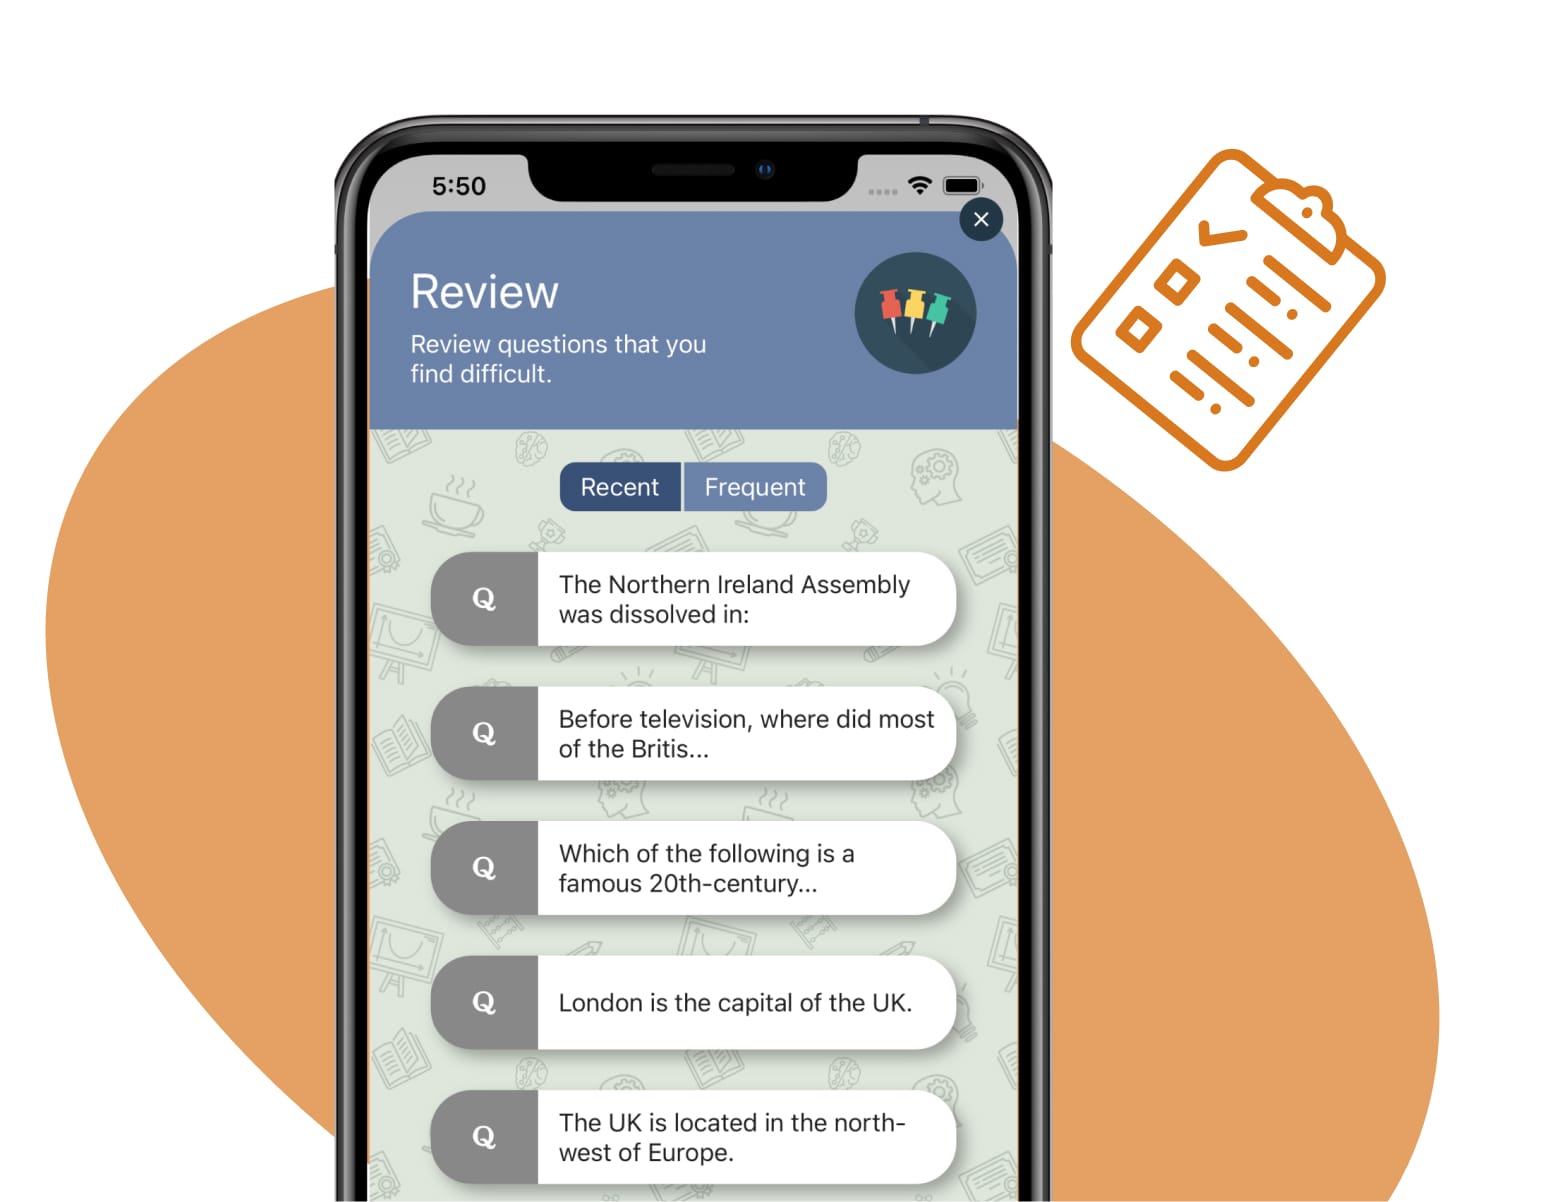 5:50
Review
Review questions that you
find difficult.
Recent Frequent
Q
The Northern Ireland Assembly
was dissolved in:
Q
Before television, where did most
of the Britis...
Q
Which of the following is a
famous 20th-century...
Q
London is the capital of the UK.
Q
The UK is located in the north-
west of Europe.